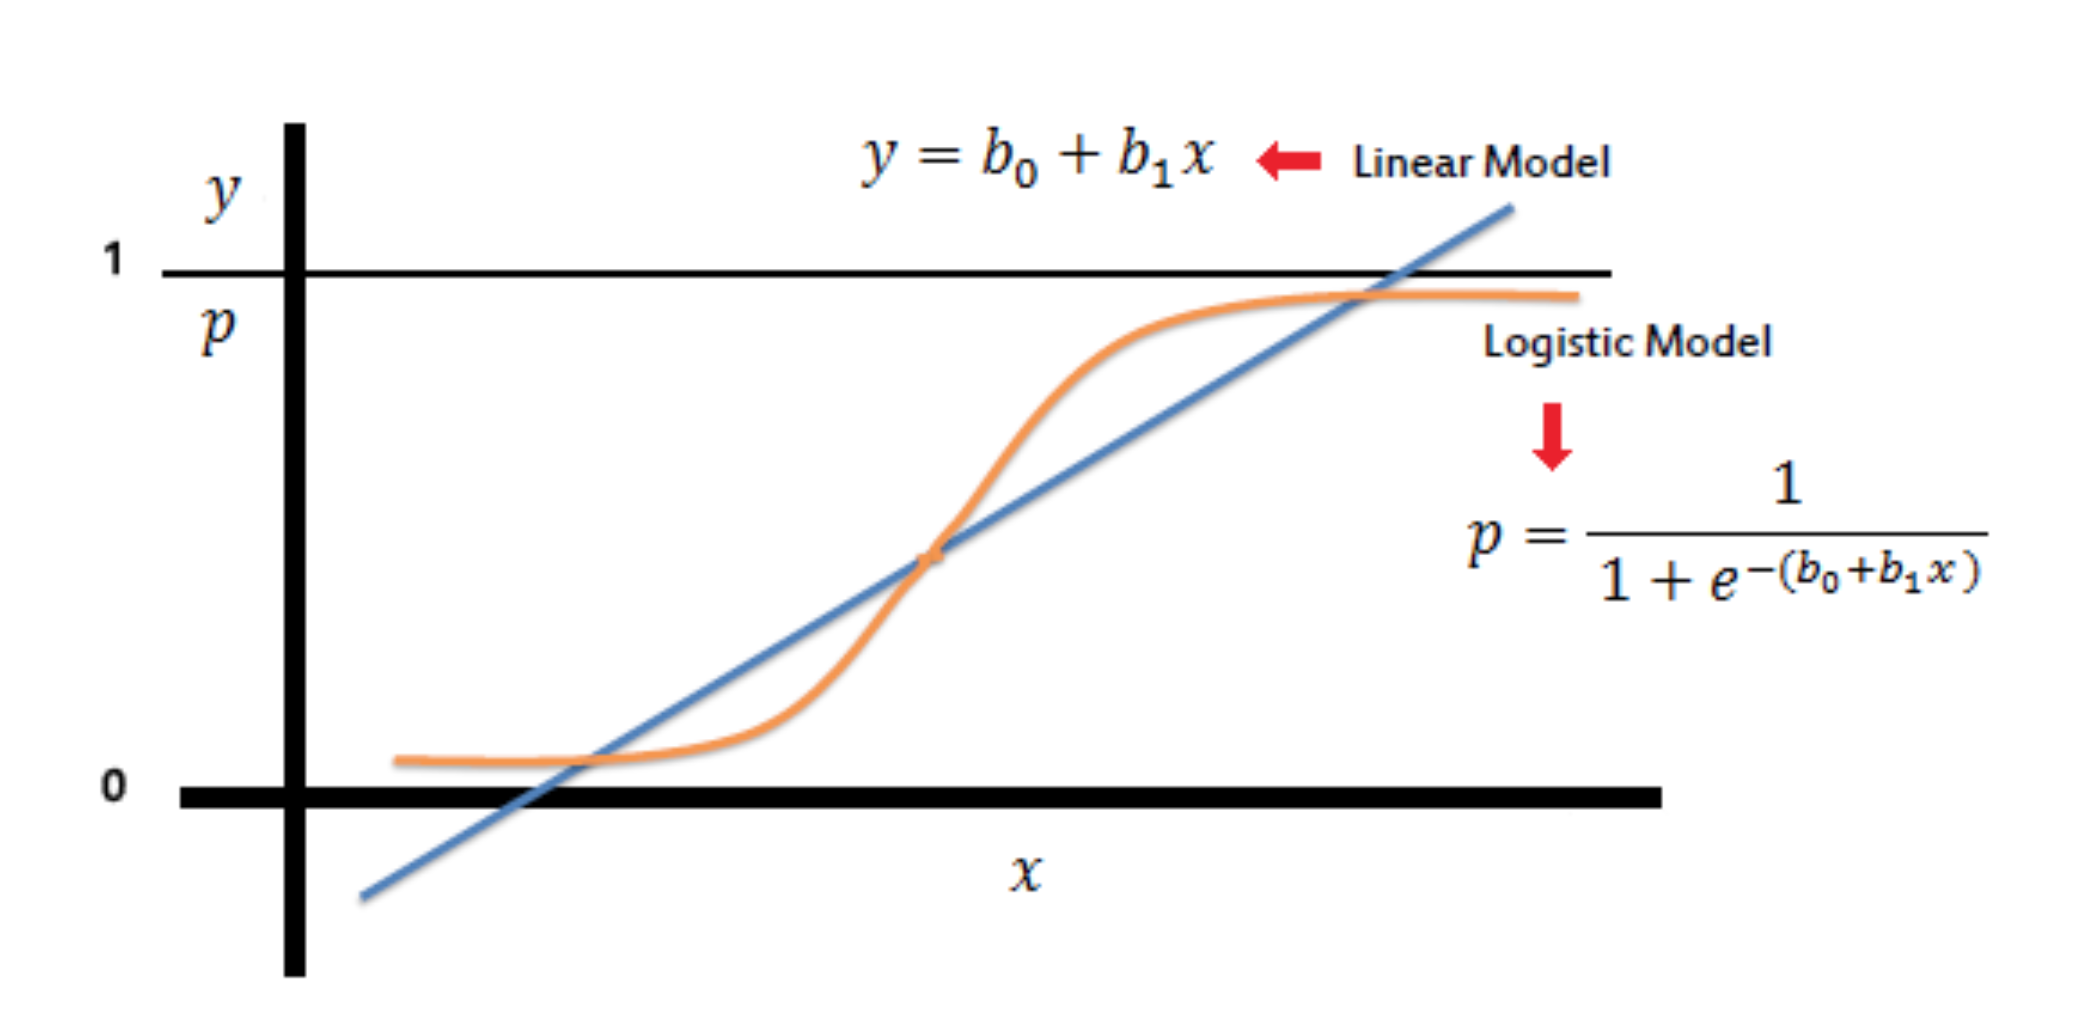 y = b₀ + b₁x
Linear Model
y
1
p
Logistic Model
p = 1 / (1 + e^−(b₀+b₁x))
0
x